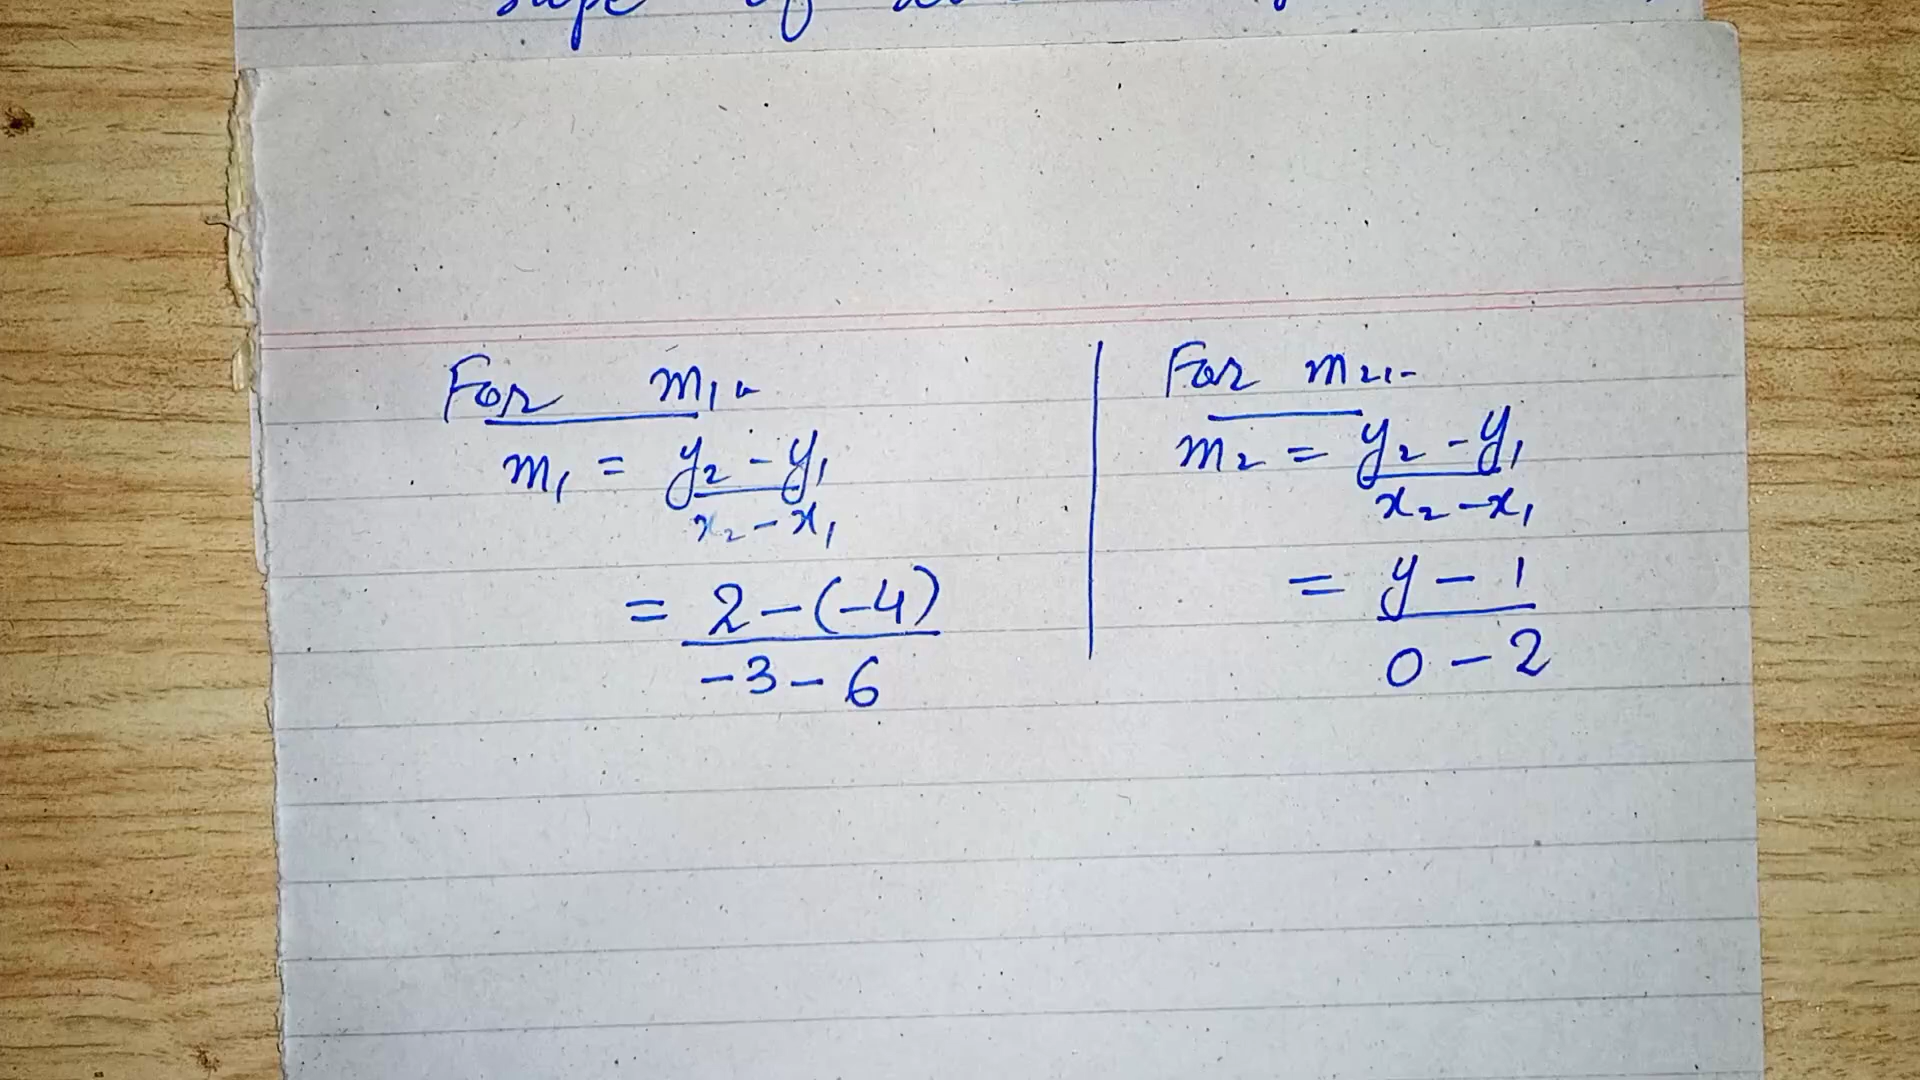 of
For m₁:-
m₁ = y₂ - y₁ / x₂ - x₁
= 2 - (-4) / -3 - 6
For m₂:-
m₂ = y₂ - y₁ / x₂ - x₁
= y - 1 / 0 - 2